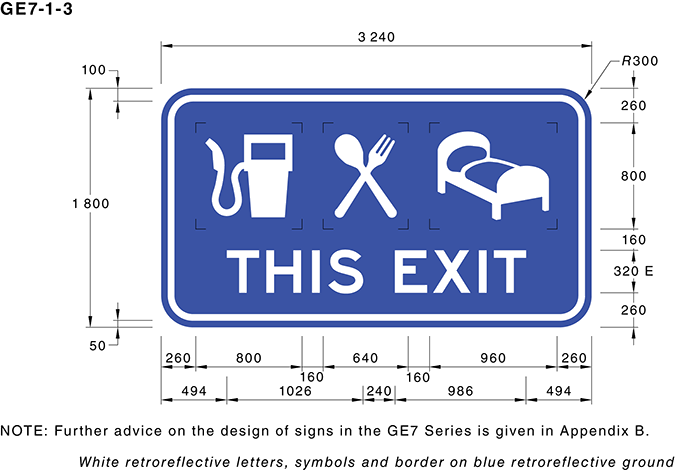 GE7-1-3
3 240
R300
100
260
800
1 800
THIS EXIT
160
320 E
260
50
260 800 640 960 260
160 160
494 1026 240 986 494
NOTE: Further advice on the design of signs in the GE7 Series is given in Appendix B.
White retroreflective letters, symbols and border on blue retroreflective ground